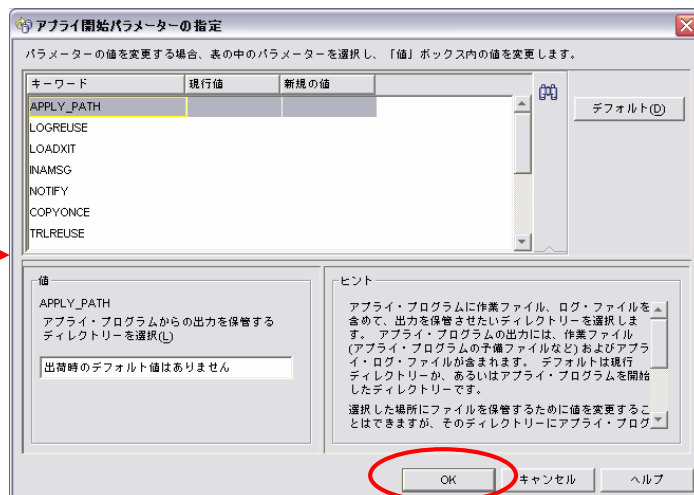 アプライ開始パラメーターの指定
パラメーターの値を変更する場合、表の中のパラメーターを選択し、「値」ボックス内の値を変更します。
キーワード 現行値 新規の値
APPLY_PATH
LOGREUSE
LOADXIT
INAMSG
NOTIFY
COPYONCE
TRLREUSE
デフォルト(D)
値
APPLY_PATH
アプライ・プログラムからの出力を保管する
ディレクトリーを選択(L)
出荷時のデフォルト値はありません
ヒント
アプライ・プログラムに作業ファイル、ログ・ファイルを
含めて、出力を保管させたいディレクトリーを選択しま
す。 アプライ・プログラムの出力には、作業ファイル
(アプライ・プログラムの予備ファイルなど) およびアプラ
イ・ログ・ファイルが含まれます。 デフォルトは現行
ディレクトリーか、あるいはアプライ・プログラムを開始
したディレクトリーです。
選択した場所にファイルを保管するために値を変更するこ
とはできますが、そのディレクトリーにアプライ・プログ
OK キャンセル ヘルプ